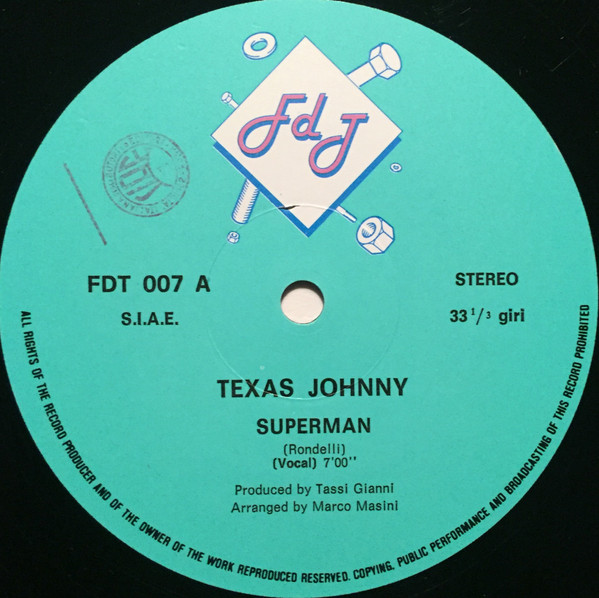 FdT
FDT 007 A
STEREO
S.I.A.E.
33 1/3 giri
TEXAS JOHNNY
SUPERMAN
(Rondelli)
(Vocal) 7'00''
Produced by Tassi Gianni
Arranged by Marco Masini
ALL RIGHTS OF THE RECORD PRODUCER AND OF THE OWNER OF THE WORK REPRODUCED RESERVED. COPYING, PUBLIC PERFORMANCE AND BROADCASTING OF THIS RECORD PROHIBITED